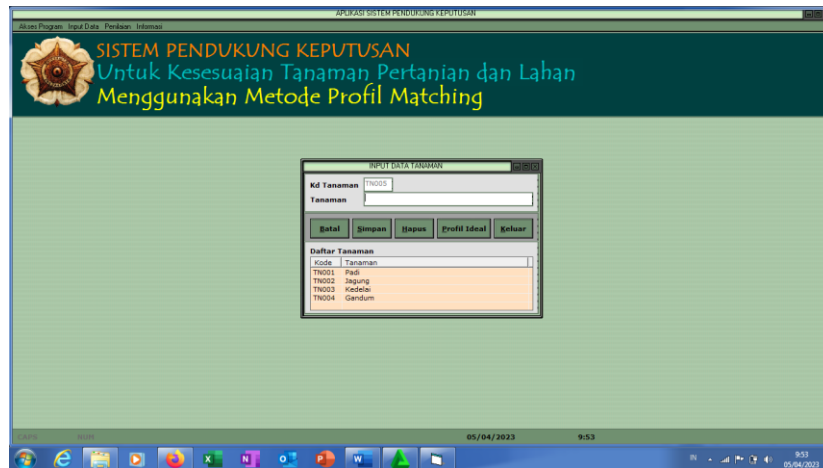 APLIKASI SISTEM PENDUKUNG KEPUTUSAN
Akses Program Input Data Penilaian Informasi
SISTEM PENDUKUNG KEPUTUSAN
Untuk Kesesuaian Tanaman Pertanian dan Lahan
Menggunakan Metode Profil Matching
INPUT DATA TANAMAN
Kd Tanaman TN005
Tanaman
Batal Simpan Hapus Profil Ideal Keluar
Daftar Tanaman
Kode Tanaman
TN001 Padi
TN002 Jagung
TN003 Kedelai
TN004 Gandum
CAPS NUM 05/04/2023 9:53
IN 9:53
05/04/2023